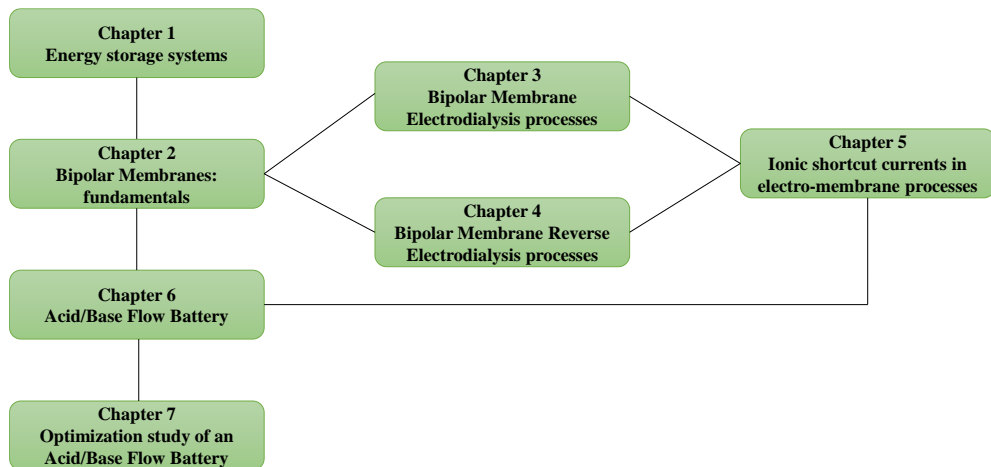 Chapter 1
Energy storage systems
Chapter 2
Bipolar Membranes:
fundamentals
Chapter 3
Bipolar Membrane
Electrodialysis processes
Chapter 4
Bipolar Membrane Reverse
Electrodialysis processes
Chapter 5
Ionic shortcut currents in
electro-membrane processes
Chapter 6
Acid/Base Flow Battery
Chapter 7
Optimization study of an
Acid/Base Flow Battery